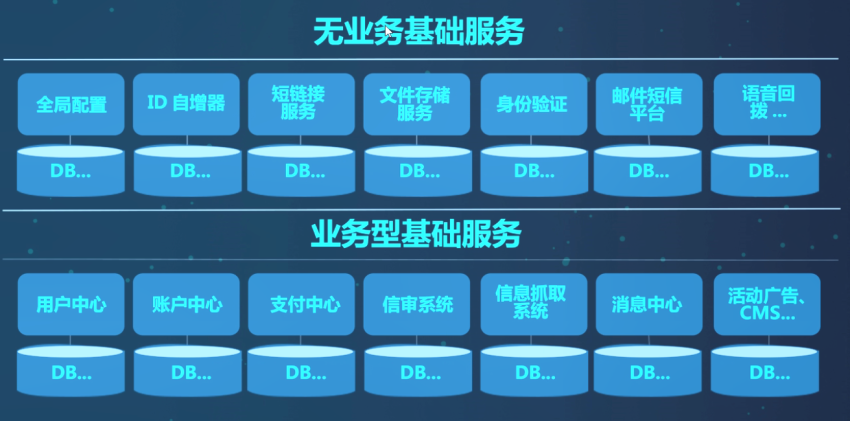 无业务基础服务
全局配置
ID 自增器
短链接
服务
文件存储
服务
身份验证
邮件短信
平台
语音回
拨 ...
DB...
DB...
DB...
DB...
DB...
DB...
DB...
业务型基础服务
用户中心
账户中心
支付中心
信审系统
信息抓取
系统
消息中心
活动广告、
CMS...
DB...
DB...
DB...
DB...
DB...
DB...
DB...